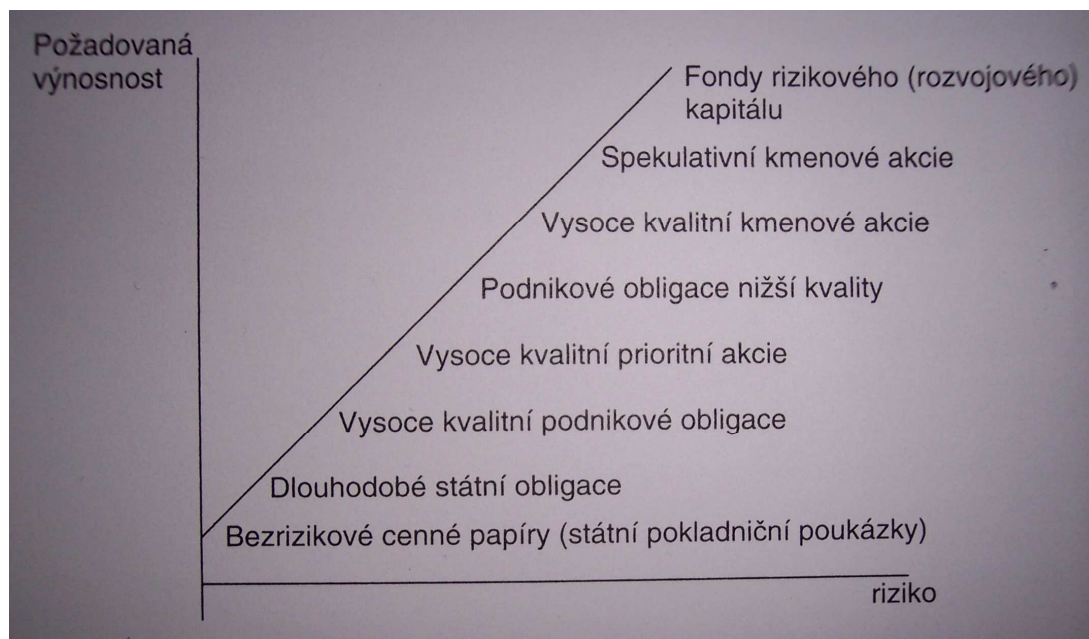 Požadovaná
výnosnost
Fondy rizikového (rozvojového)
kapitálu
Spekulativní kmenové akcie
Vysoce kvalitní kmenové akcie
Podnikové obligace nižší kvality
Vysoce kvalitní prioritní akcie
Vysoce kvalitní podnikové obligace
Dlouhodobé státní obligace
Bezrizikové cenné papíry (státní pokladniční poukázky)
riziko